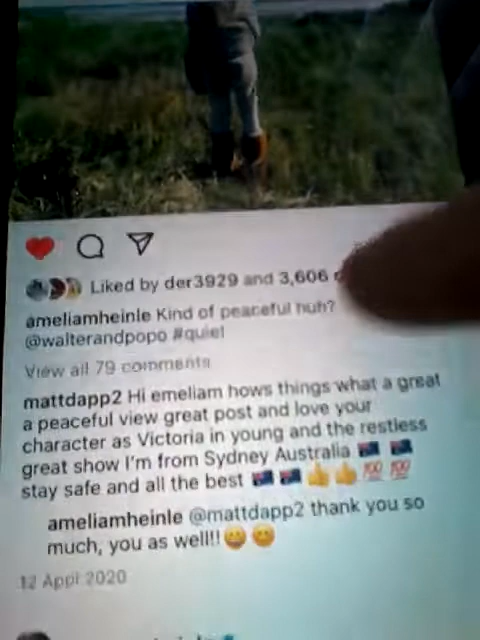 Liked by der3929 and 3,606
ameliamheinle Kind of peaceful huh?
@walterandpopo #quiet
View all 79 comments
mattdapp2 Hi emeliam hows things what a great
a peaceful view great post and love your
character as Victoria in young and the restless
great show I'm from Sydney Australia 🇦🇺 🇦🇺
stay safe and all the best 🇦🇺 🇦🇺 👍 👍 💯 💯
ameliamheinle @mattdapp2 thank you so
much, you as well!! 😀 😊
12 Appl 2020